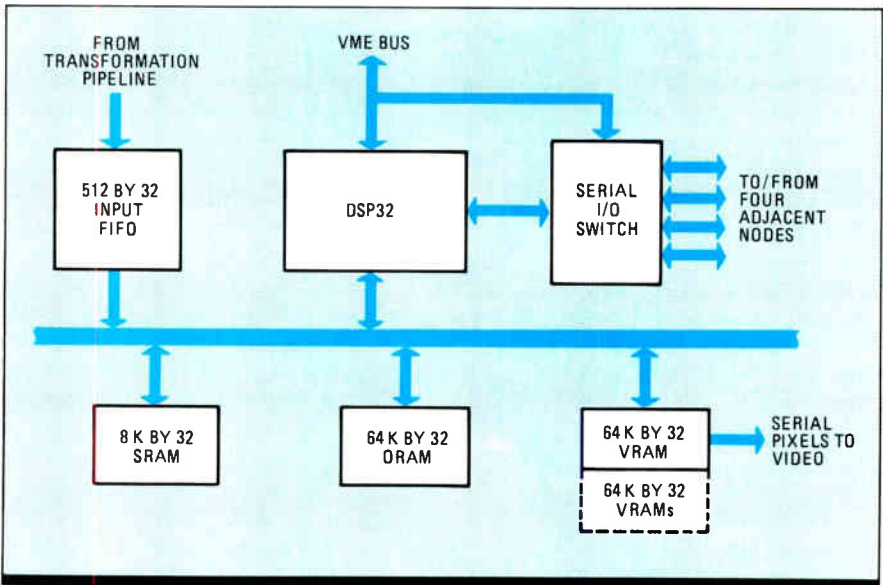 FROM
TRANSFORMATION
PIPELINE
VME BUS
512 BY 32
INPUT
FIFO
DSP32
SERIAL
I/O
SWITCH
TO/FROM
FOUR
ADJACENT
NODES
8 K BY 32
SRAM
64 K BY 32
DRAM
64 K BY 32
VRAM
64 K BY 32
VRAMs
SERIAL
PIXELS TO
VIDEO